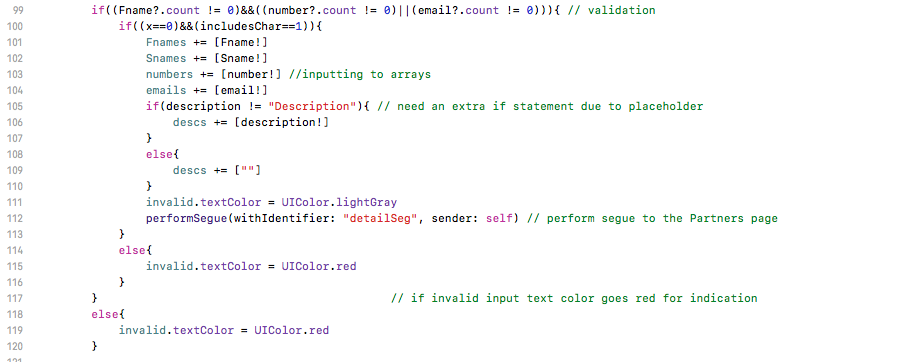 99 if((Fname?.count != 0)&&((number?.count != 0)||(email?.count != 0))){ // validation
100 if((x==0)&&(includesChar==1)){
101 Fnames += [Fname!]
102 Snames += [Sname!]
103 numbers += [number!] //inputting to arrays
104 emails += [email!]
105 if(description != "Description"){ // need an extra if statement due to placeholder
106 descs += [description!]
107 }
108 else{
109 descs += [""]
110 }
111 invalid.textColor = UIColor.lightGray
112 performSegue(withIdentifier: "detailSeg", sender: self) // perform segue to the Partners page
113 }
114 else{
115 invalid.textColor = UIColor.red
116 }
117 } // if invalid input text color goes red for indication
118 else{
119 invalid.textColor = UIColor.red
120 }